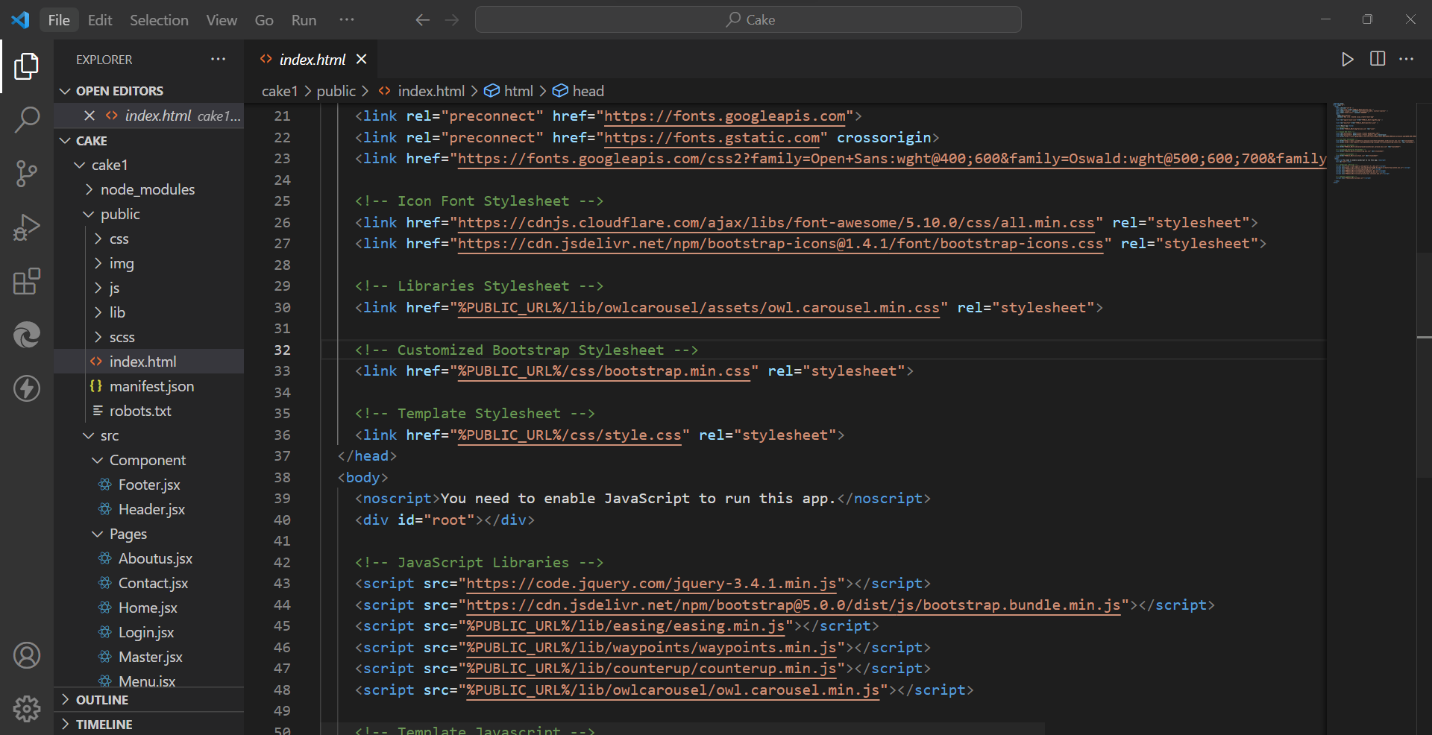 File Edit Selection View Go Run ··· Cake
EXPLORER ···
OPEN EDITORS
index.html cake1...
CAKE
cake1
node_modules
public
css
img
js
lib
scss
index.html
manifest.json
robots.txt
src
Component
Footer.jsx
Header.jsx
Pages
Aboutus.jsx
Contact.jsx
Home.jsx
Login.jsx
Master.jsx
Menu.jsx
OUTLINE
TIMELINE
index.html
cake1 > public > index.html > html > head
21 <link rel="preconnect" href="https://fonts.googleapis.com">
22 <link rel="preconnect" href="https://fonts.gstatic.com" crossorigin>
23 <link href="https://fonts.googleapis.com/css2?family=Open+Sans:wght@400;600&family=Oswald:wght@500;600;700&family
24
25 <!-- Icon Font Stylesheet -->
26 <link href="https://cdnjs.cloudflare.com/ajax/libs/font-awesome/5.10.0/css/all.min.css" rel="stylesheet">
27 <link href="https://cdn.jsdelivr.net/npm/bootstrap-icons@1.4.1/font/bootstrap-icons.css" rel="stylesheet">
28
29 <!-- Libraries Stylesheet -->
30 <link href="%PUBLIC_URL%/lib/owlcarousel/assets/owl.carousel.min.css" rel="stylesheet">
31
32 <!-- Customized Bootstrap Stylesheet -->
33 <link href="%PUBLIC_URL%/css/bootstrap.min.css" rel="stylesheet">
34
35 <!-- Template Stylesheet -->
36 <link href="%PUBLIC_URL%/css/style.css" rel="stylesheet">
37 </head>
38 <body>
39 <noscript>You need to enable JavaScript to run this app.</noscript>
40 <div id="root"></div>
41
42 <!-- JavaScript Libraries -->
43 <script src="https://code.jquery.com/jquery-3.4.1.min.js"></script>
44 <script src="https://cdn.jsdelivr.net/npm/bootstrap@5.0.0/dist/js/bootstrap.bundle.min.js"></script>
45 <script src="%PUBLIC_URL%/lib/easing/easing.min.js"></script>
46 <script src="%PUBLIC_URL%/lib/waypoints/waypoints.min.js"></script>
47 <script src="%PUBLIC_URL%/lib/counterup/counterup.min.js"></script>
48 <script src="%PUBLIC_URL%/lib/owlcarousel/owl.carousel.min.js"></script>
49
50 <!-- Template Javascript -->